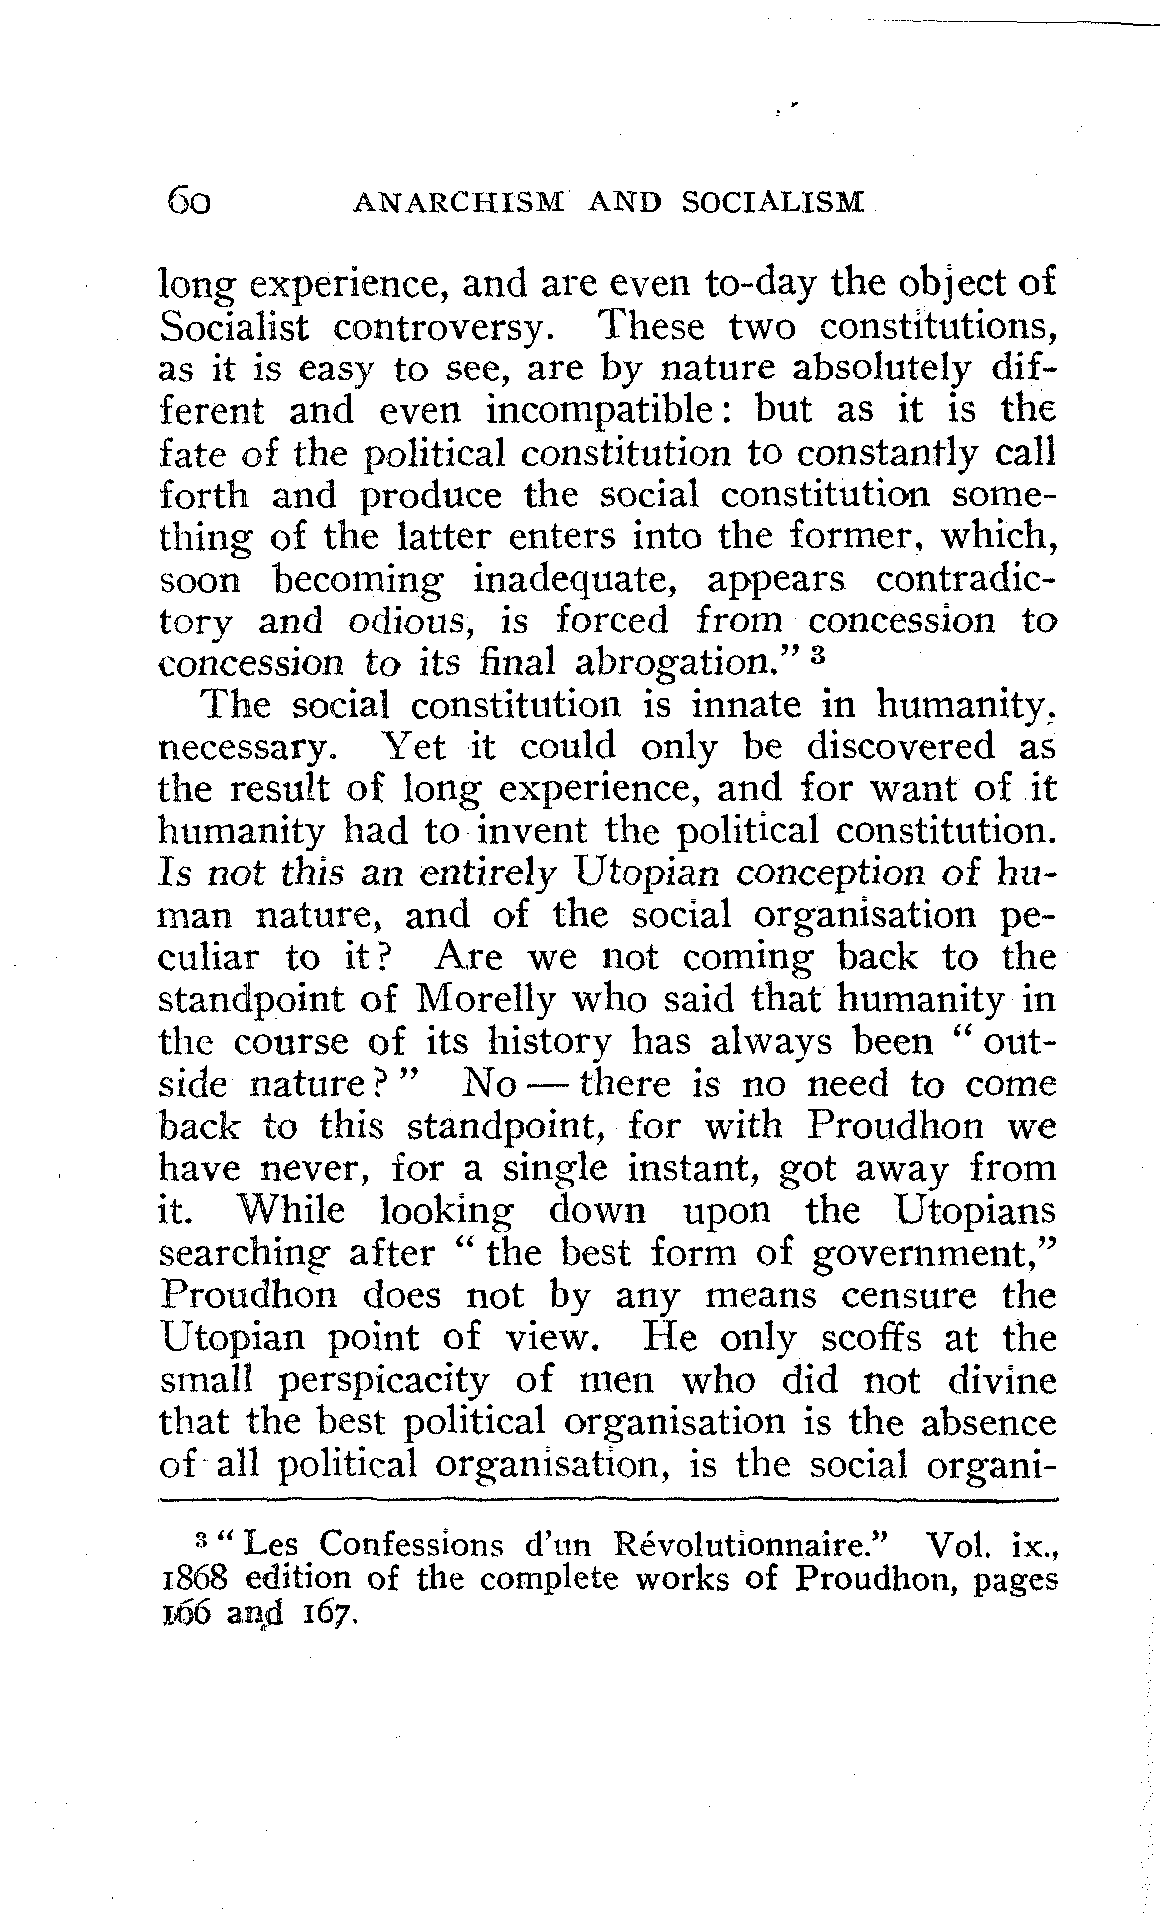 60 ANARCHISM AND SOCIALISM
long experience, and are even to-day the object of
Socialist controversy. These two constitutions,
as it is easy to see, are by nature absolutely dif-
ferent and even incompatible: but as it is the
fate of the political constitution to constantly call
forth and produce the social constitution some-
thing of the latter enters into the former, which,
soon becoming inadequate, appears contradic-
tory and odious, is forced from concession to
concession to its final abrogation.” ³
The social constitution is innate in humanity,
necessary. Yet it could only be discovered as
the result of long experience, and for want of it
humanity had to invent the political constitution.
Is not this an entirely Utopian conception of hu-
man nature, and of the social organisation pe-
culiar to it? Are we not coming back to the
standpoint of Morelly who said that humanity in
the course of its history has always been “ out-
side nature? ” No — there is no need to come
back to this standpoint, for with Proudhon we
have never, for a single instant, got away from
it. While looking down upon the Utopians
searching after “ the best form of government,”
Proudhon does not by any means censure the
Utopian point of view. He only scoffs at the
small perspicacity of men who did not divine
that the best political organisation is the absence
of all political organisation, is the social organi-
³ “ Les Confessions d’un Révolutionnaire.” Vol. ix.,
1868 edition of the complete works of Proudhon, pages
166 and 167.